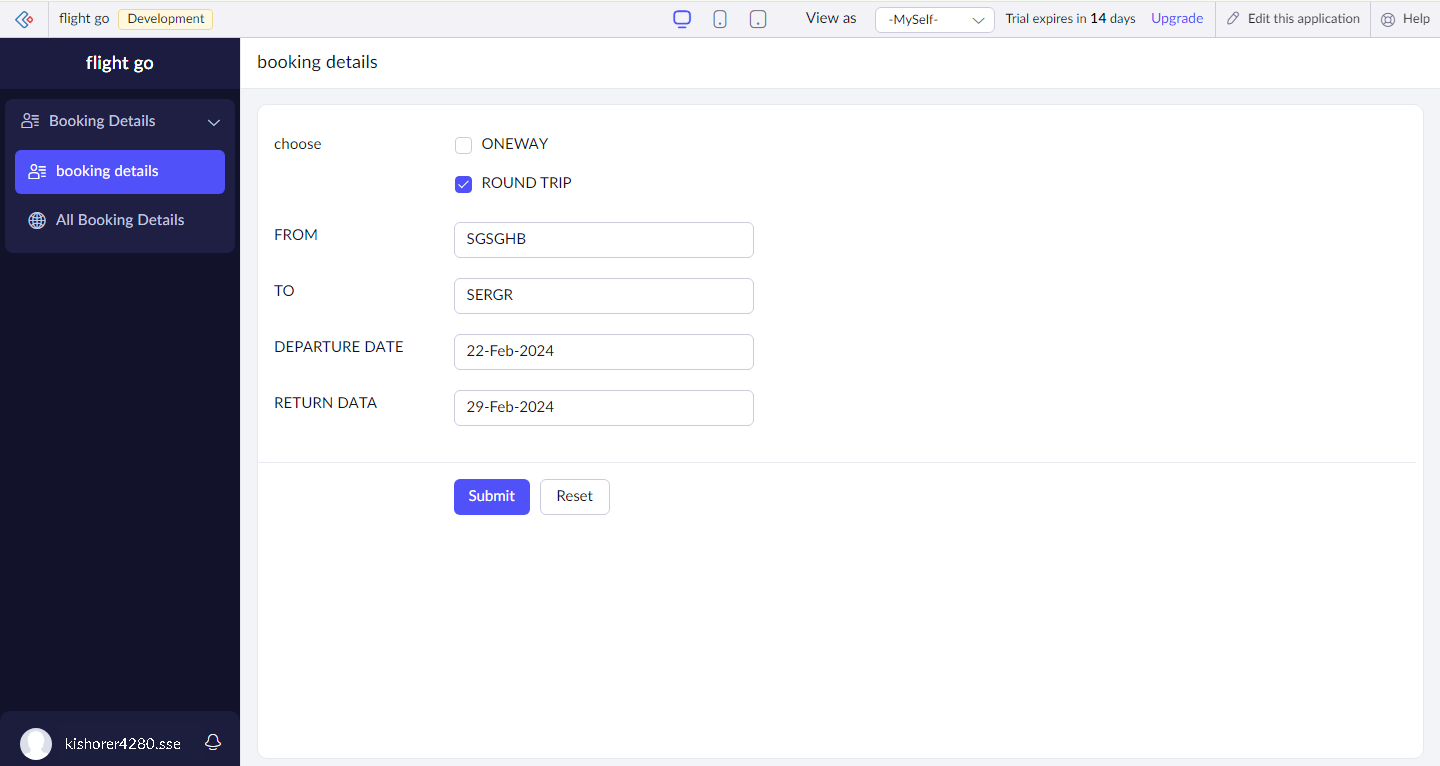 flight go Development View as -MySelf- Trial expires in 14 days Upgrade Edit this application Help
flight go
booking details
Booking Details
booking details
All Booking Details
choose ONEWAY
ROUND TRIP
FROM SGSGHB
TO SERGR
DEPARTURE DATE 22-Feb-2024
RETURN DATA 29-Feb-2024
Submit Reset
kishorer4280.sse